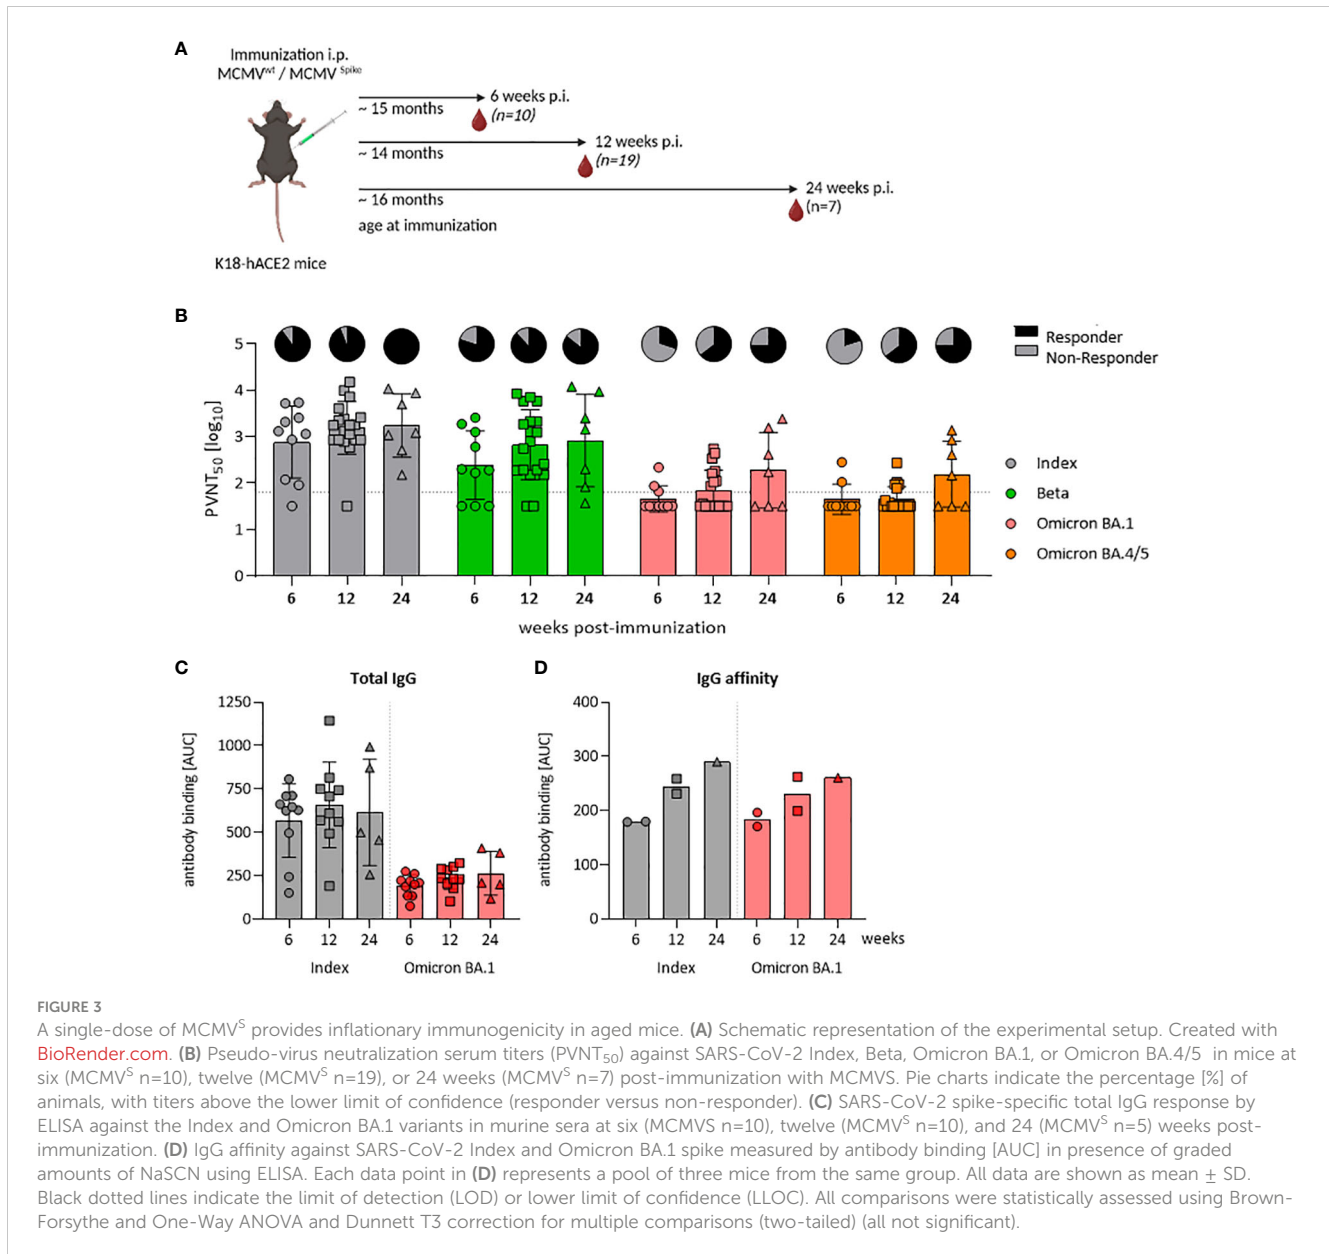 A
Immunization i.p.
MCMVwt / MCMV Spike
~ 15 months
6 weeks p.i.
(n=10)
~ 14 months
12 weeks p.i.
(n=19)
~ 16 months
24 weeks p.i.
(n=7)
age at immunization
K18-hACE2 mice
B
PVNT50 [log10]
5
4
3
2
1
0
6 12 24 6 12 24 6 12 24 6 12 24
weeks post-immunization
Responder
Non-Responder
Index
Beta
Omicron BA.1
Omicron BA.4/5
C
Total IgG
antibody binding [AUC]
1250
1000
750
500
250
0
6 12 24 6 12 24
Index Omicron BA.1
D
IgG affinity
antibody binding [AUC]
400
300
200
100
0
6 12 24 6 12 24 weeks
Index Omicron BA.1
FIGURE 3
A single-dose of MCMVS provides inflationary immunogenicity in aged mice. (A) Schematic representation of the experimental setup. Created with
BioRender.com. (B) Pseudo-virus neutralization serum titers (PVNT50) against SARS-CoV-2 Index, Beta, Omicron BA.1, or Omicron BA.4/5 in mice at
six (MCMVS n=10), twelve (MCMVS n=19), or 24 weeks (MCMVS n=7) post-immunization with MCMVS. Pie charts indicate the percentage [%] of
animals, with titers above the lower limit of confidence (responder versus non-responder). (C) SARS-CoV-2 spike-specific total IgG response by
ELISA against the Index and Omicron BA.1 variants in murine sera at six (MCMVS n=10), twelve (MCMVS n=10), and 24 (MCMVS n=5) weeks post-
immunization. (D) IgG affinity against SARS-CoV-2 Index and Omicron BA.1 spike measured by antibody binding [AUC] in presence of graded
amounts of NaSCN using ELISA. Each data point in (D) represents a pool of three mice from the same group. All data are shown as mean ± SD.
Black dotted lines indicate the limit of detection (LOD) or lower limit of confidence (LLOC). All comparisons were statistically assessed using Brown-
Forsythe and One-Way ANOVA and Dunnett T3 correction for multiple comparisons (two-tailed) (all not significant).